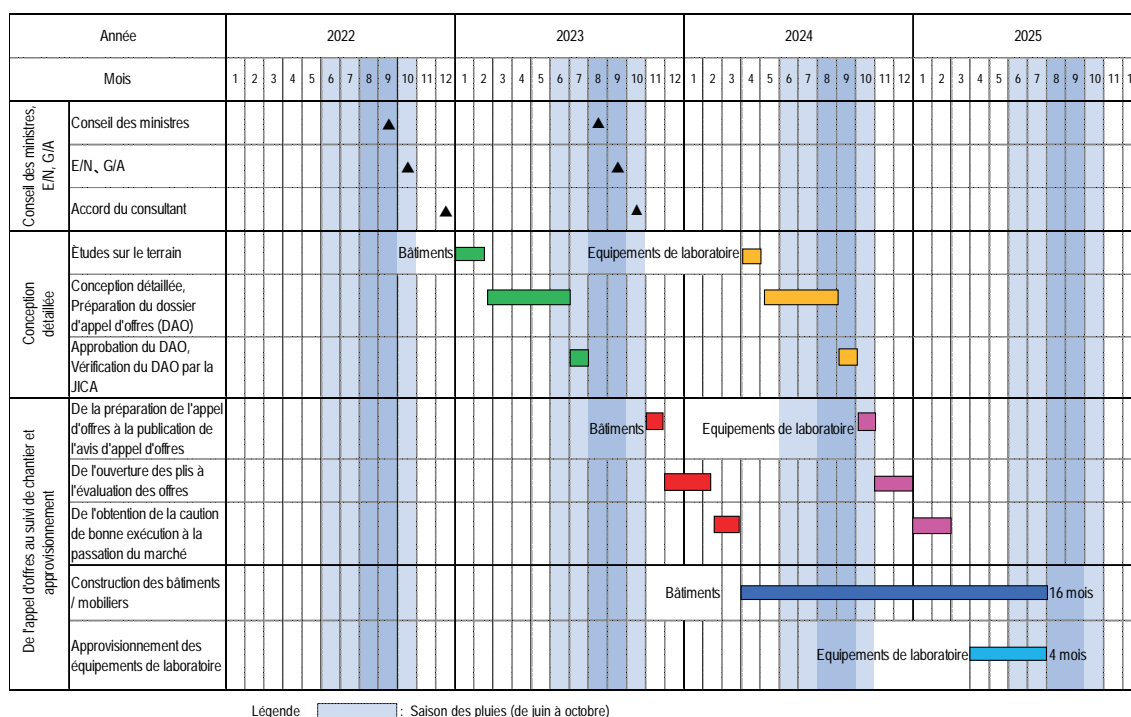 Année 2022 2023 2024 2025
Mois 1 2 3 4 5 6 7 8 9 10 11 12 1 2 3 4 5 6 7 8 9 10 11 12 1 2 3 4 5 6 7 8 9 10 11 12 1 2 3 4 5 6 7 8 9 10 11 1
Conseil des ministres,
E/N, G/A
Conseil des ministres
E/N、G/A
Accord du consultant
Conception
détaillée
Études sur le terrain Bâtiments Equipements de laboratoire
Conception détaillée,
Préparation du dossier
d'appel d'offres (DAO)
Approbation du DAO,
Vérification du DAO par la
JICA
De l'appel d'offres au suivi de chantier et
approvisionnement
De la préparation de l'appel
d'offres à la publication de
l'avis d'appel d'offres
Bâtiments Equipements de laboratoire
De l'ouverture des plis à
l'évaluation des offres
De l'obtention de la caution
de bonne exécution à la
passation du marché
Construction des bâtiments
/ mobiliers
Bâtiments 16 mois
Approvisionnement des
équipements de laboratoire
Equipements de laboratoire 4 mois
Légende : Saison des pluies (de juin à octobre)